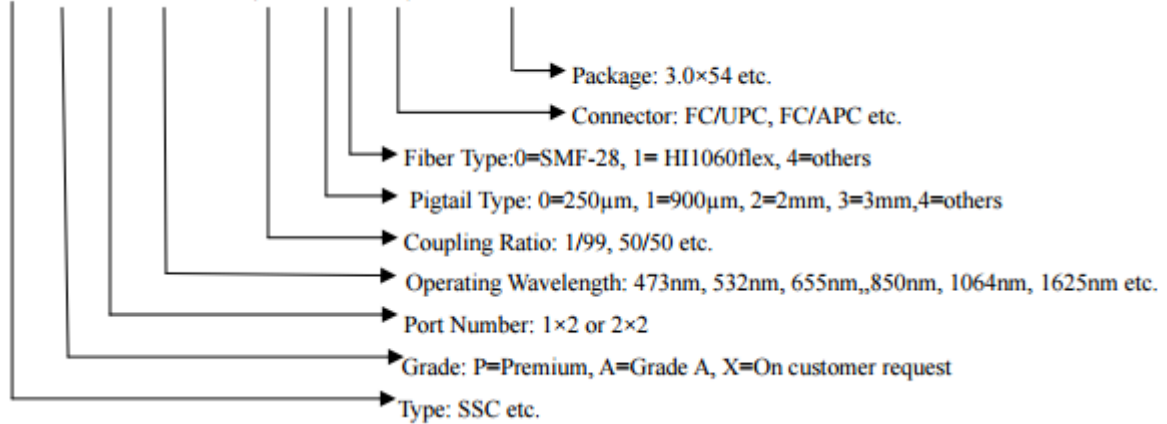 Package: 3.0×54 etc.
Connector: FC/UPC, FC/APC etc.
Fiber Type:0=SMF-28, 1= HI1060flex, 4=others
Pigtail Type: 0=250μm, 1=900μm, 2=2mm, 3=3mm,4=others
Coupling Ratio: 1/99, 50/50 etc.
Operating Wavelength: 473nm, 532nm, 655nm,,850nm, 1064nm, 1625nm etc.
Port Number: 1×2 or 2×2
Grade: P=Premium, A=Grade A, X=On customer request
Type: SSC etc.